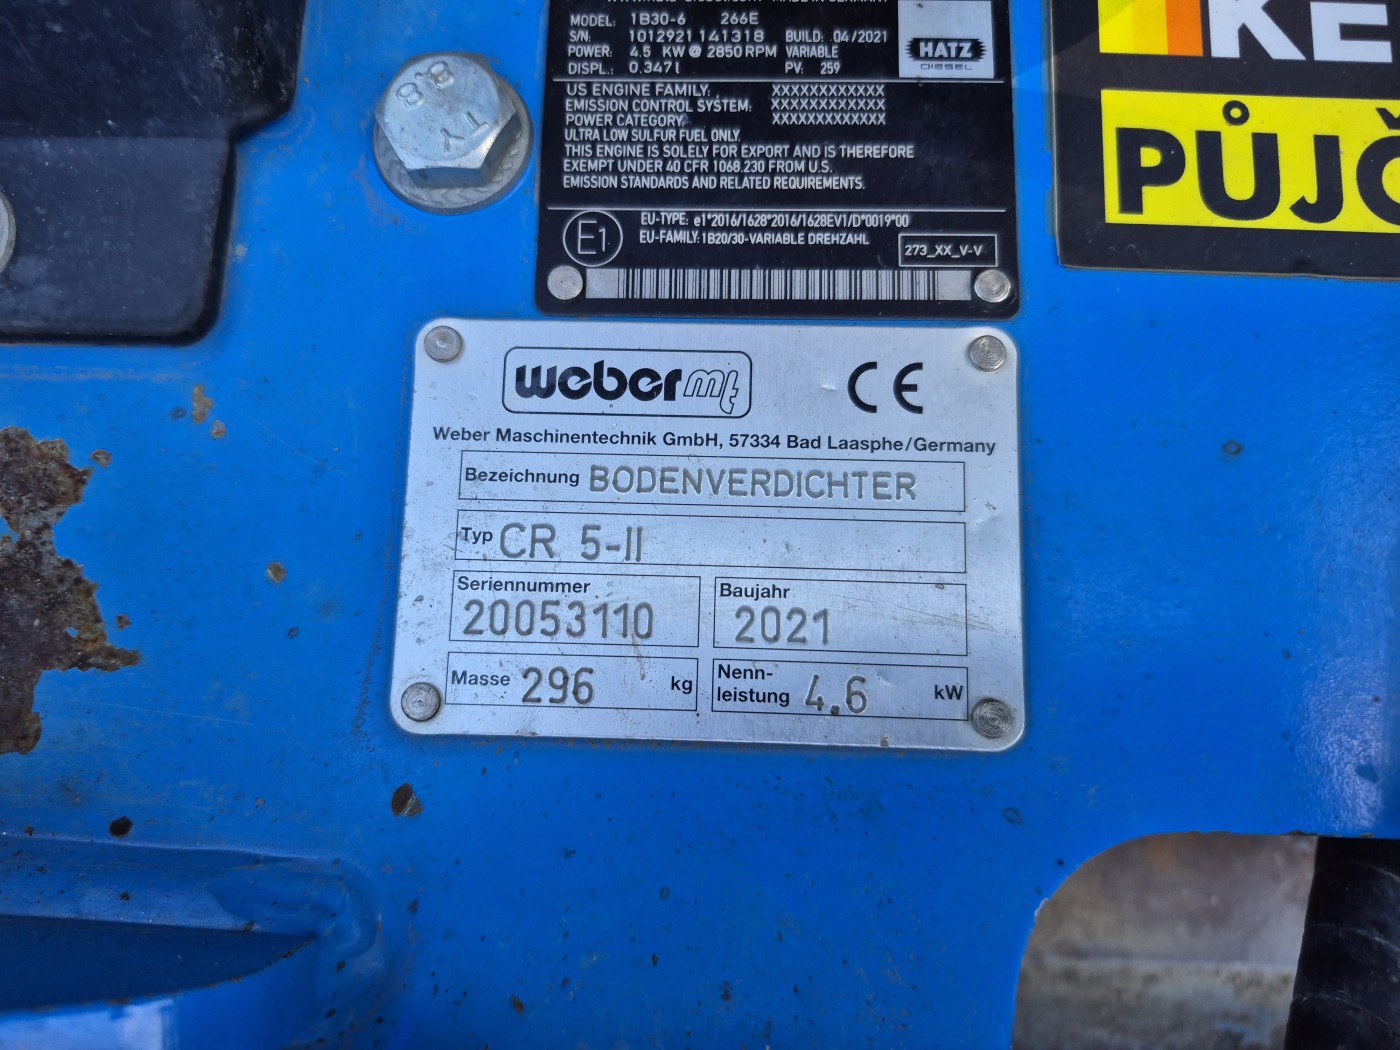 MADE IN GERMANY
MODEL: 1B30-6 266E
S/N: 1012921141318 BUILD: 04/2021
POWER: 4.5 KW@2850RPM VARIABLE
DISPL.: 0.347l PV: 259
HATZ
DIESEL
US ENGINE FAMILY: XXXXXXXXXXXX
EMISSION CONTROL SYSTEM: XXXXXXXXXXXX
POWER CATEGORY: XXXXXXXXXXXX
ULTRA LOW SULFUR FUEL ONLY.
THIS ENGINE IS SOLELY FOR EXPORT AND IS THEREFORE
EXEMPT UNDER 40 CFR 1068.230 FROM U.S.
EMISSION STANDARDS AND RELATED REQUIREMENTS.
E1
EU-TYPE: e1*2016/1628*2016/1628EV1/D*0019*00
EU-FAMILY: 1B20/30-VARIABLE DREHZAHL
273_XX_V-V
8.8
TY
KE
PŮJČ
weber mt
CE
Weber Maschinentechnik GmbH, 57334 Bad Laasphe/Germany
Bezeichnung BODENVERDICHTER
Typ CR 5-II
Seriennummer 20053110
Baujahr 2021
Masse 296 kg
Nenn-
leistung 4.6 kW